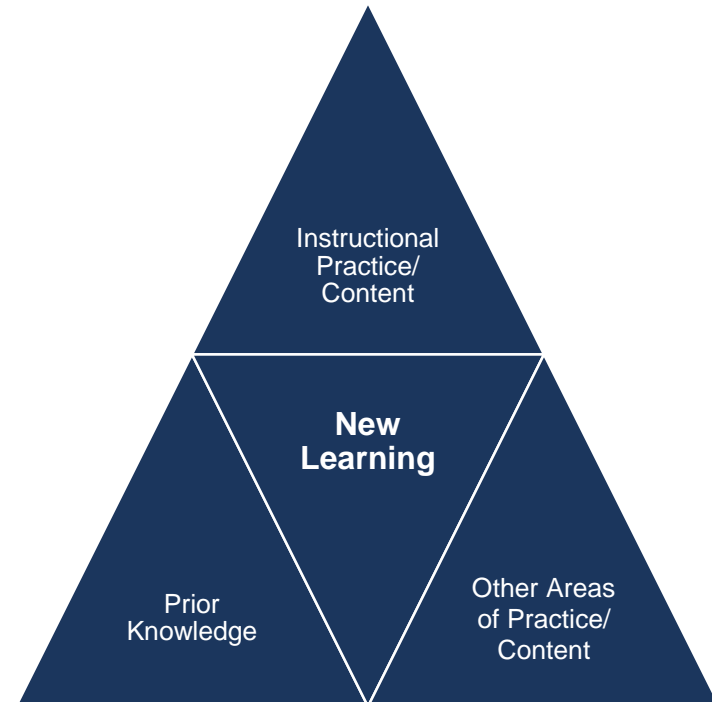 Instructional
Practice/
Content
New
Learning
Prior
Knowledge
Other Areas
of Practice/
Content